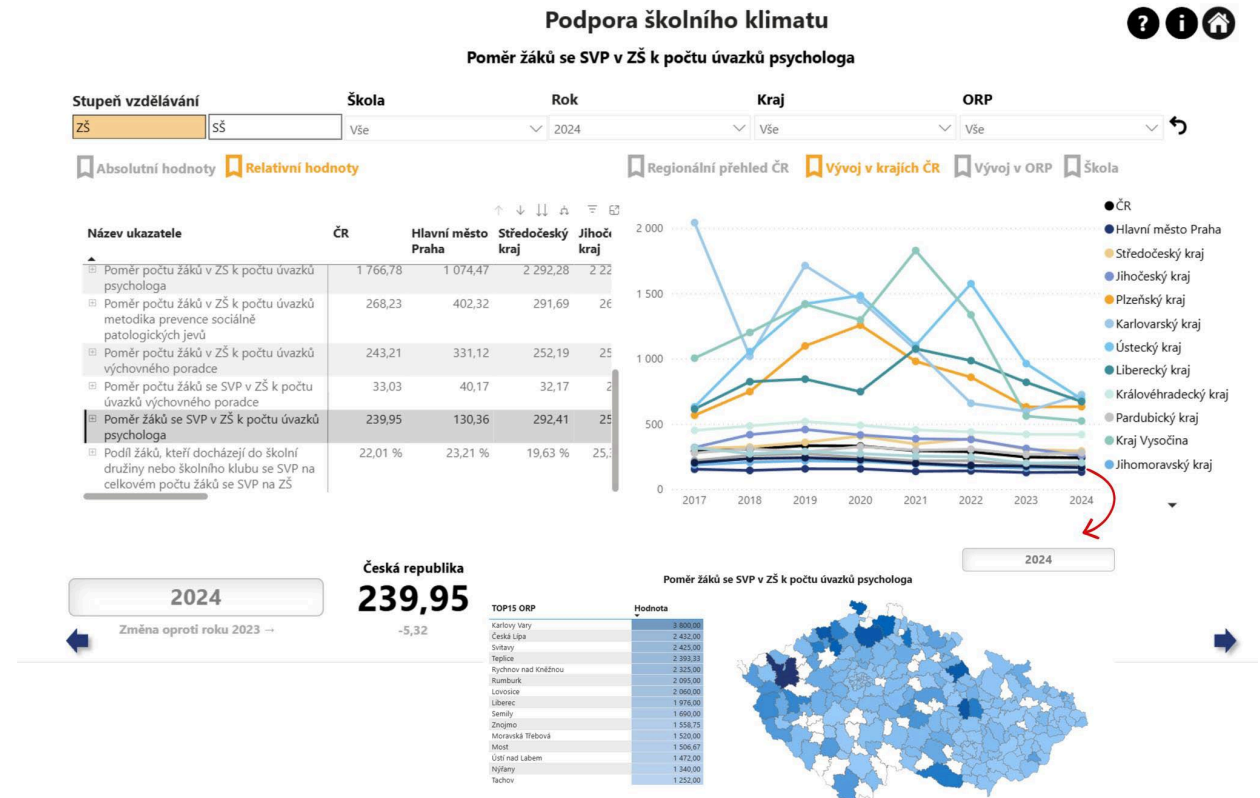 Podpora školního klimatu
? i
Poměr žáků se SVP v ZŠ k počtu úvazků psychologa
Stupeň vzdělávání Škola Rok Kraj ORP
ZŠ SŠ Vše 2024 Vše Vše
Absolutní hodnoty Relativní hodnoty Regionální přehled ČR Vývoj v krajích ČR Vývoj v ORP Škola
Název ukazatele ČR Hlavní město Středočeský Jihoče
Praha kraj kraj
Poměr počtu žáků v ZŠ k počtu úvazků 1 766,78 1 074,47 2 292,28 2 22
psychologa
Poměr počtu žáků v ZŠ k počtu úvazků 268,23 402,32 291,69 26
metodika prevence sociálně
patologických jevů
Poměr počtu žáků v ZŠ k počtu úvazků 243,21 331,12 252,19 25
výchovného poradce
Poměr počtu žáků se SVP v ZŠ k počtu 33,03 40,17 32,17 2
úvazků výchovného poradce
Poměr žáků se SVP v ZŠ k počtu úvazků 239,95 130,36 292,41 25
psychologa
Podíl žáků, kteří docházejí do školní 22,01 % 23,21 % 19,63 % 25,
družiny nebo školního klubu se SVP na
celkovém počtu žáků se SVP na ZŠ
2 000
1 500
1 000
500
0
2017 2018 2019 2020 2021 2022 2023 2024
ČR
Hlavní město Praha
Středočeský kraj
Jihočeský kraj
Plzeňský kraj
Karlovarský kraj
Ústecký kraj
Liberecký kraj
Královéhradecký kraj
Pardubický kraj
Kraj Vysočina
Jihomoravský kraj
2024
Změna oproti roku 2023 →
Česká republika
239,95
-5,32
2024
Poměr žáků se SVP v ZŠ k počtu úvazků psychologa
TOP15 ORP Hodnota
Karlovy Vary 3 800,00
Česká Lípa 2 432,00
Svitavy 2 425,00
Teplice 2 393,33
Rychnov nad Kněžnou 2 325,00
Rumburk 2 095,00
Lovosice 2 060,00
Liberec 1 976,00
Semily 1 690,00
Znojmo 1 558,75
Moravská Třebová 1 520,00
Most 1 506,67
Ústí nad Labem 1 472,00
Nýřany 1 340,00
Tachov 1 252,00